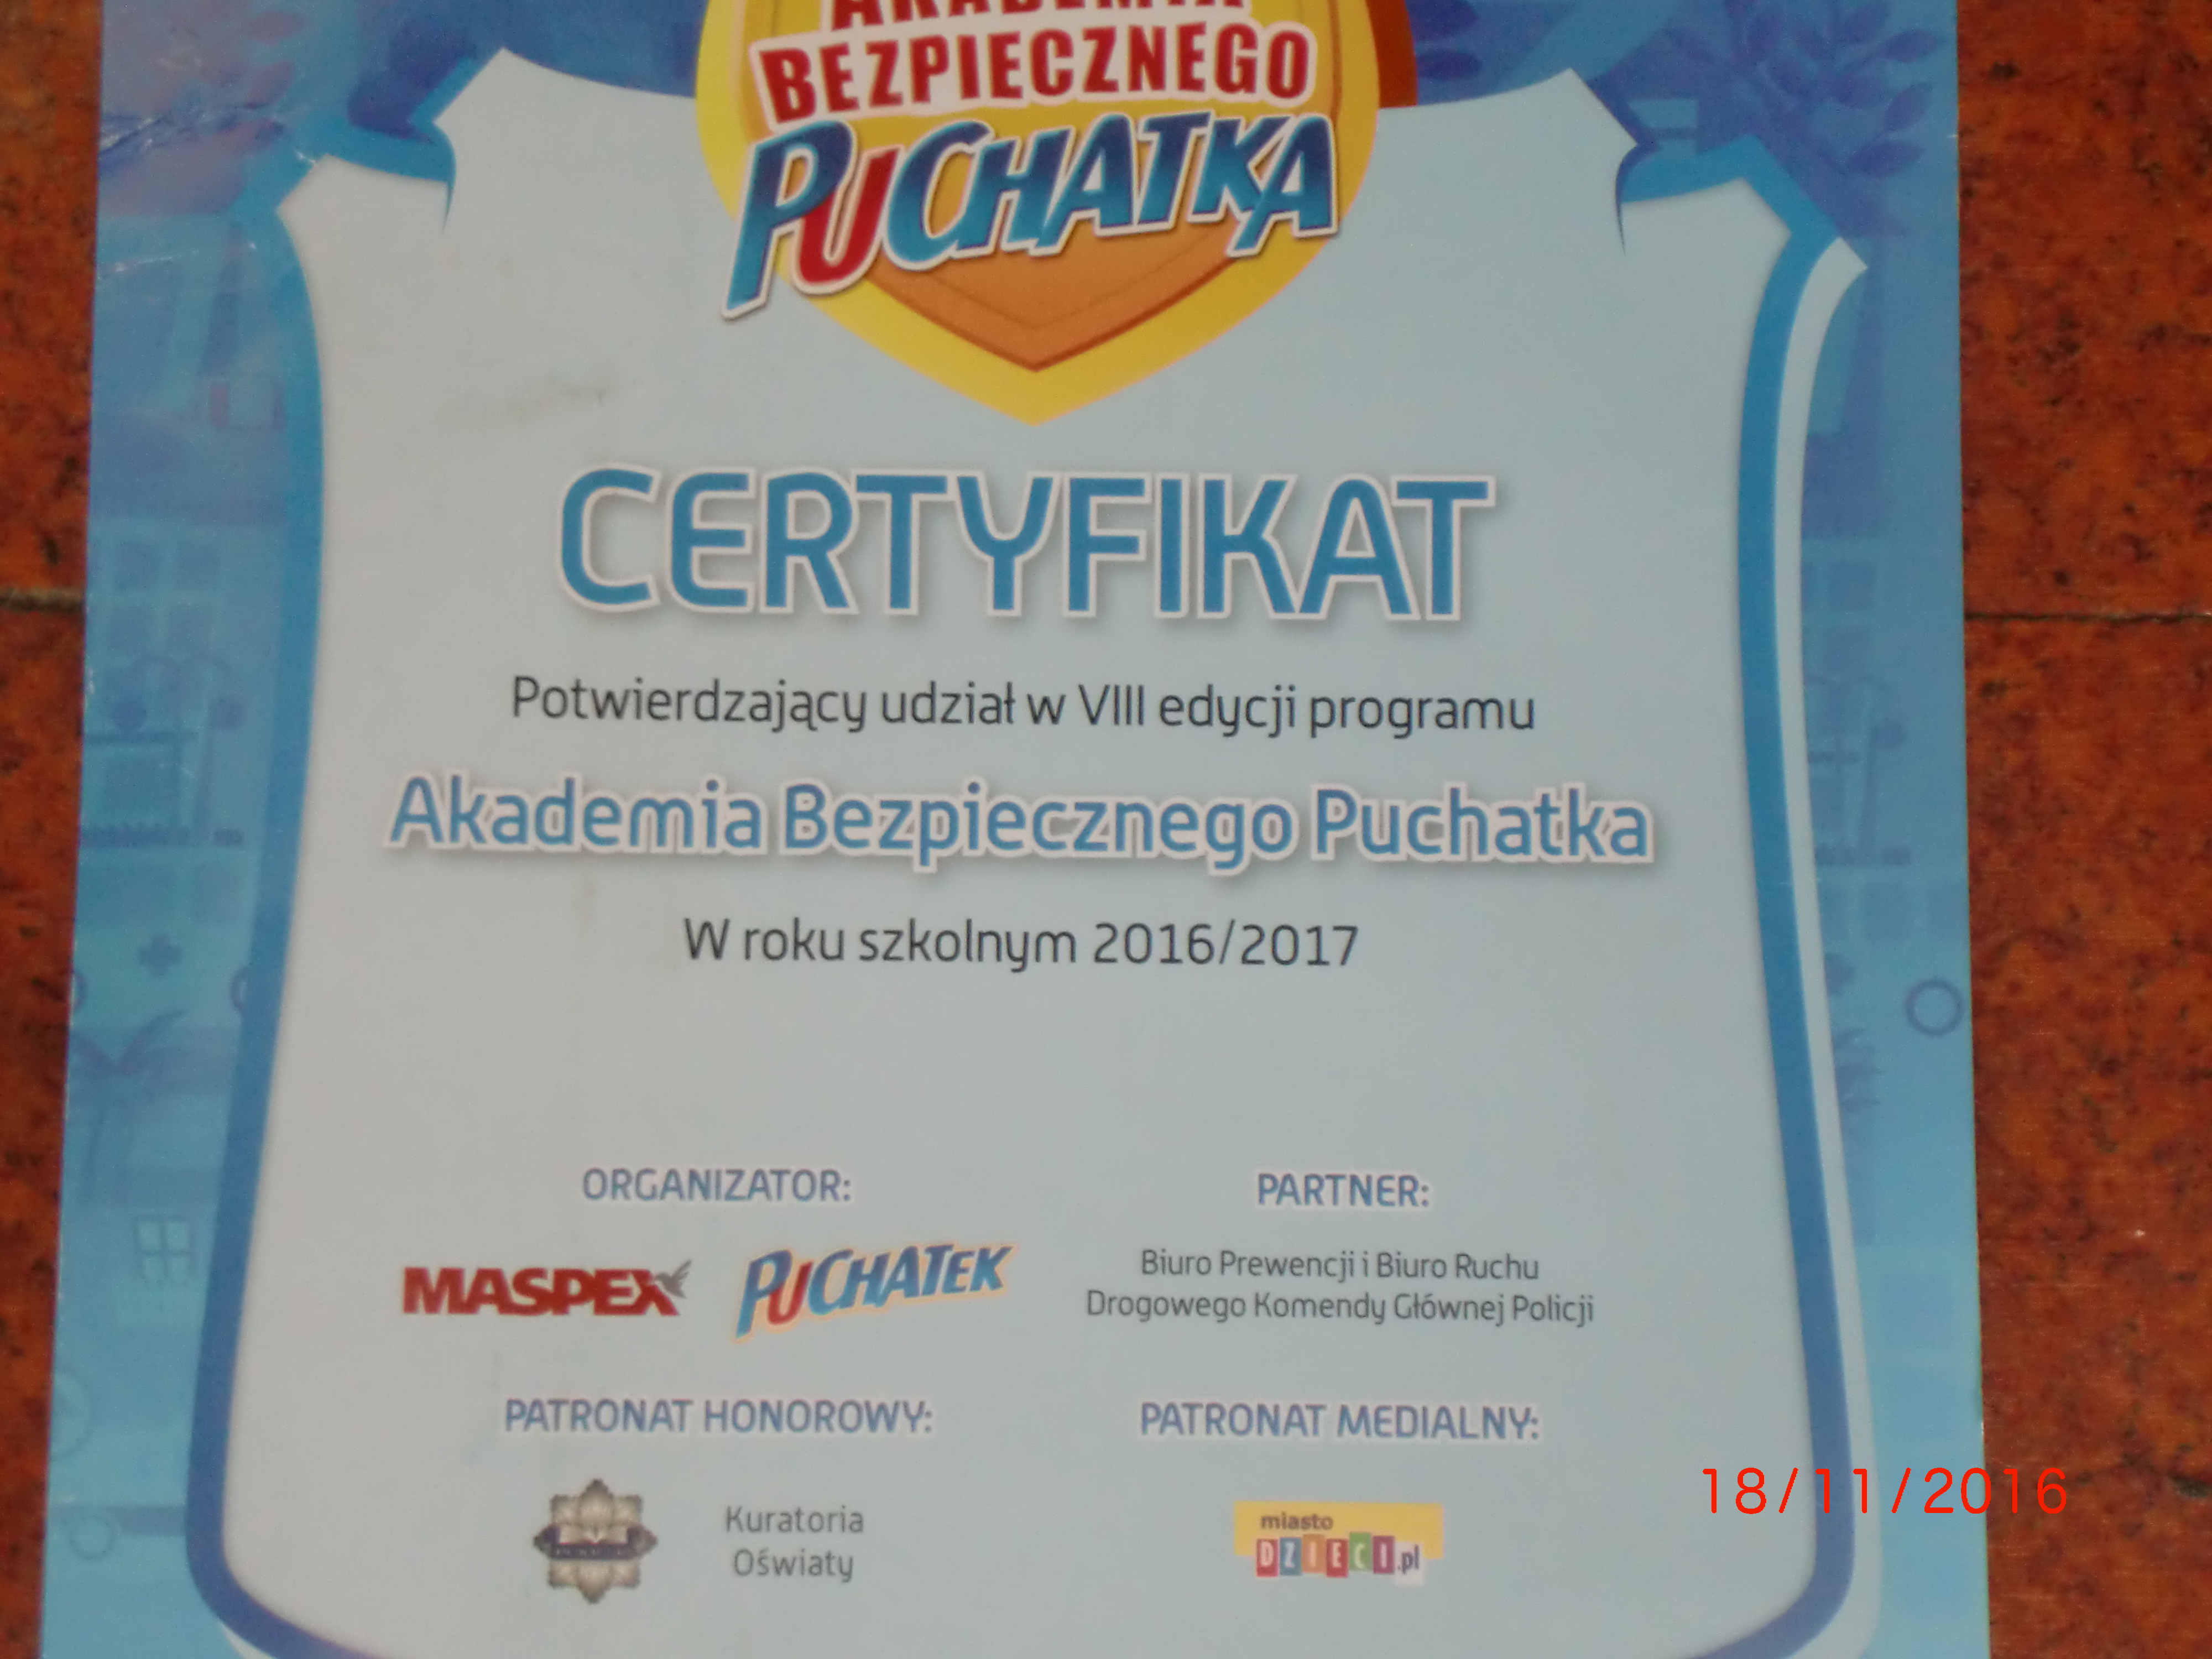 AKADEMIA
BEZPIECZNEGO
PUCHATKA
CERTYFIKAT
Potwierdzający udział w VIII edycji programu
Akademia Bezpiecznego Puchatka
W roku szkolnym 2016/2017
ORGANIZATOR:
MASPEX PUCHATEK
PARTNER:
Biuro Prewencji i Biuro Ruchu
Drogowego Komendy Głównej Policji
PATRONAT HONOROWY:
Kuratoria
Oświaty
PATRONAT MEDIALNY:
miasto
DZIECI.pl
18/11/2016